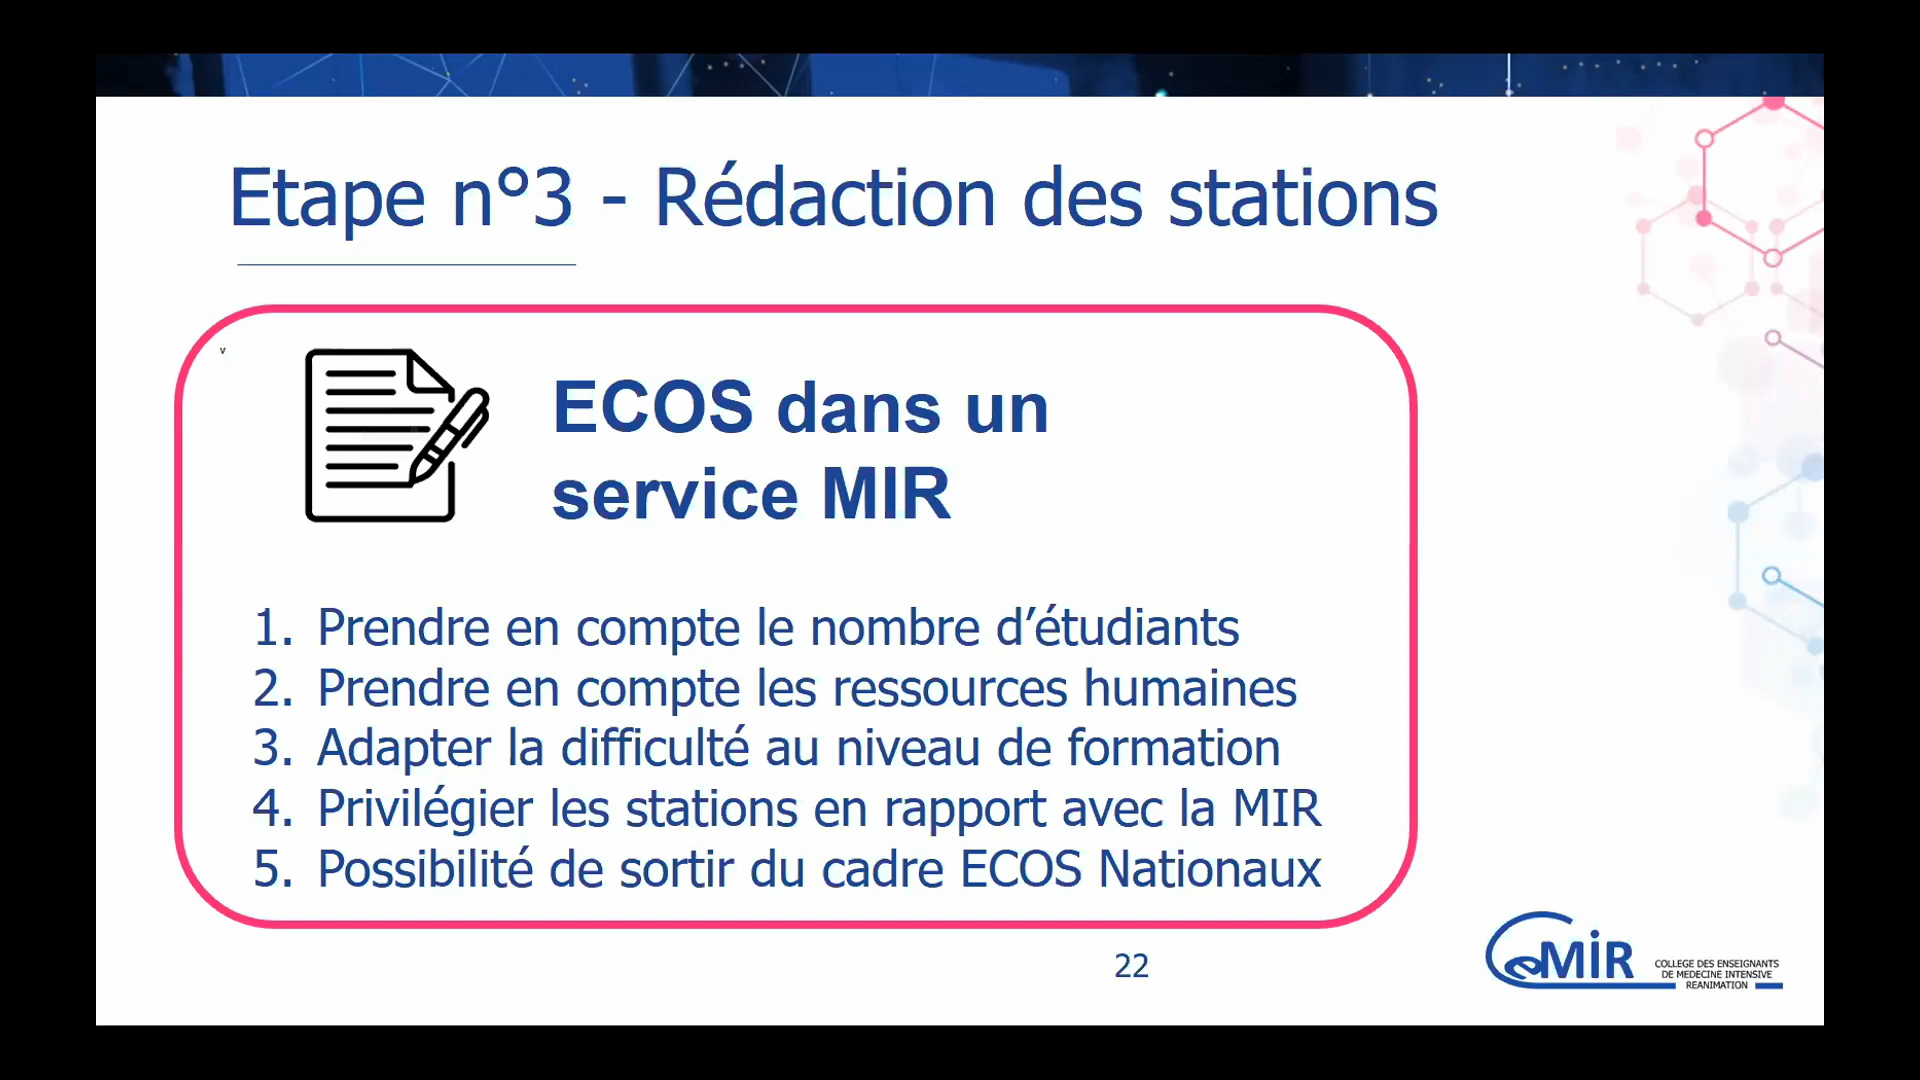 Etape n°3 - Rédaction des stations
v
ECOS dans un
service MIR
1. Prendre en compte le nombre d’étudiants
2. Prendre en compte les ressources humaines
3. Adapter la difficulté au niveau de formation
4. Privilégier les stations en rapport avec la MIR
5. Possibilité de sortir du cadre ECOS Nationaux
22
CeMiR
COLLEGE DES ENSEIGNANTS
DE MEDECINE INTENSIVE
REANIMATION